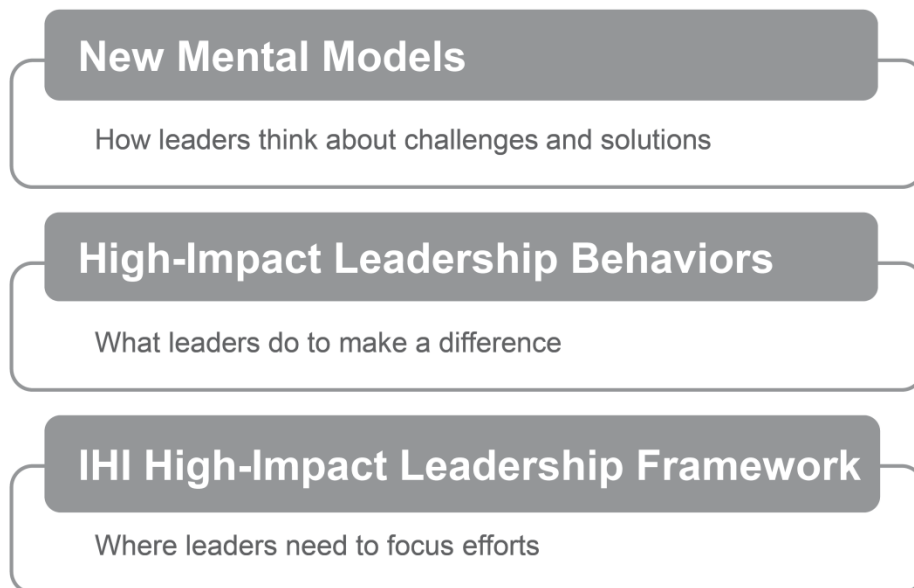 New Mental Models
How leaders think about challenges and solutions
High-Impact Leadership Behaviors
What leaders do to make a difference
IHI High-Impact Leadership Framework
Where leaders need to focus efforts